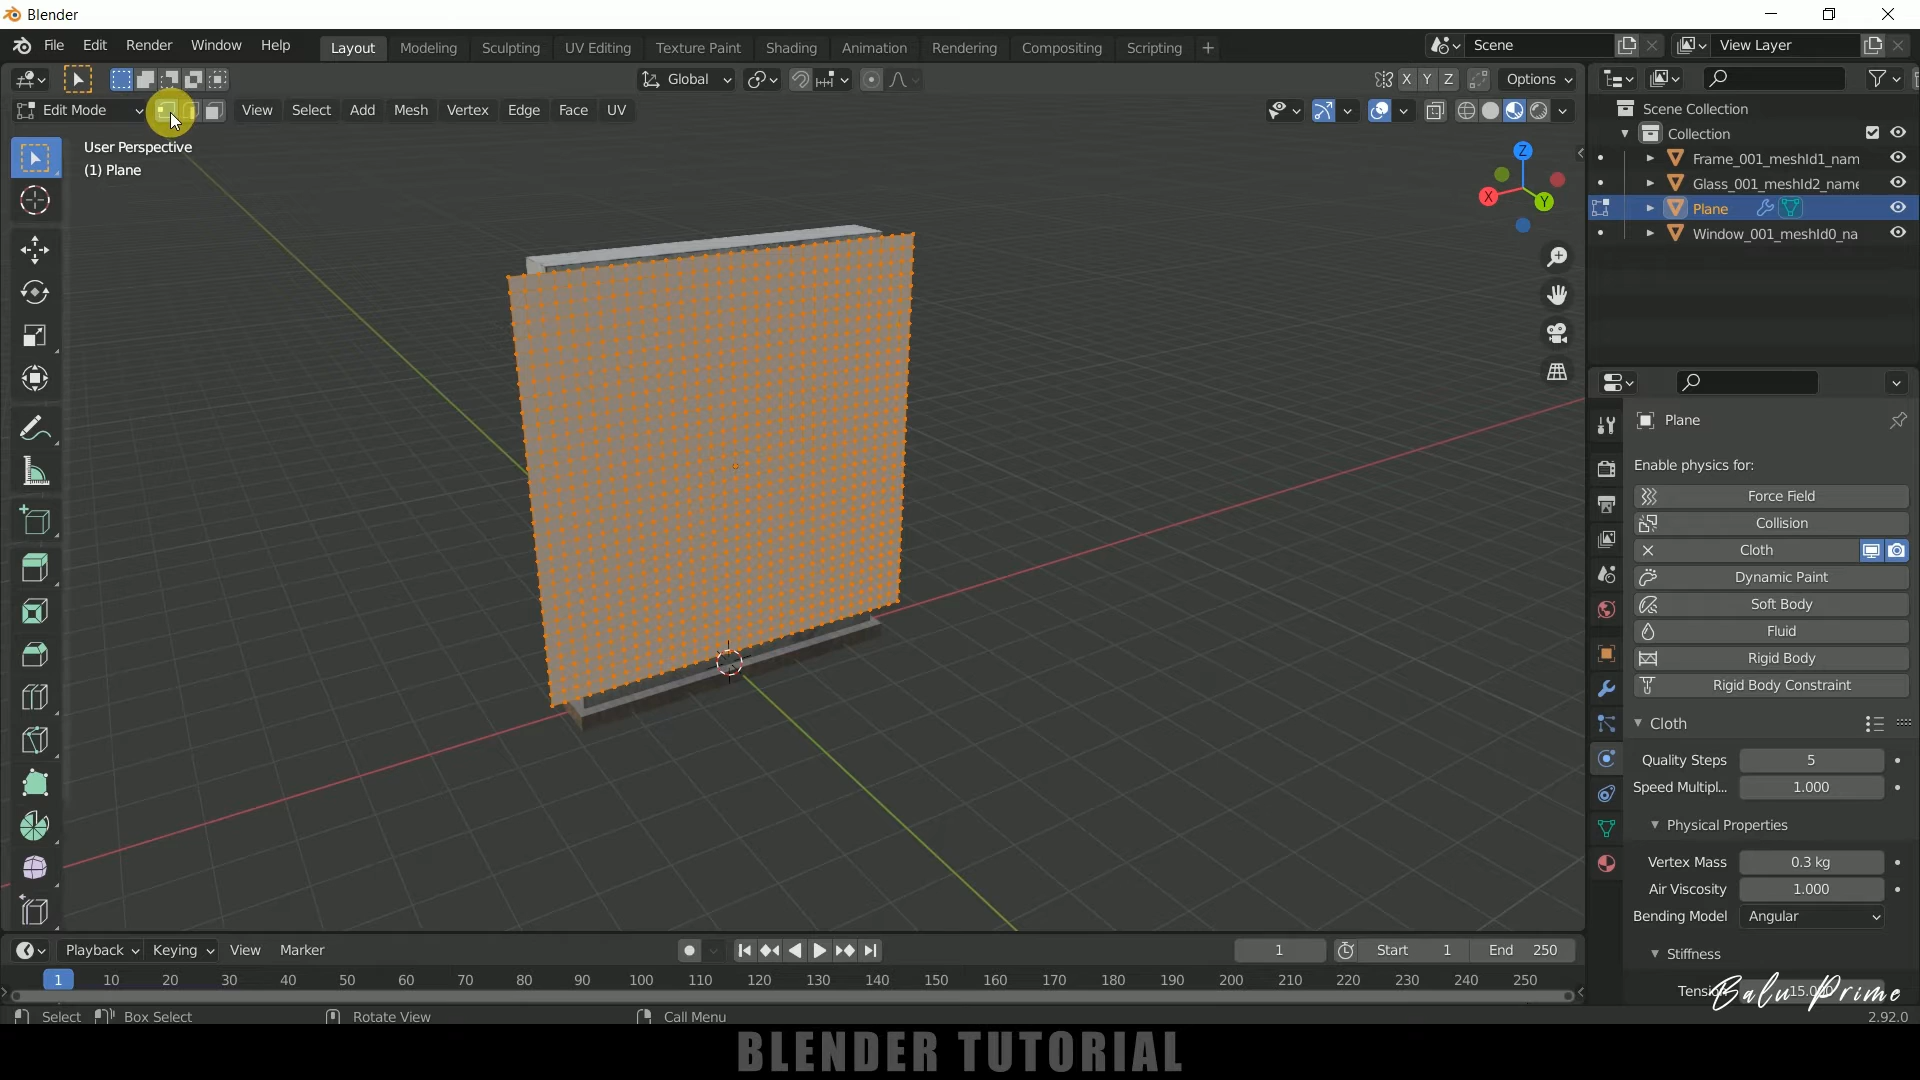 Blender
File Edit Render Window Help Layout Modeling Sculpting UV Editing Texture Paint Shading Animation Rendering Compositing Scripting + Scene View Layer
Global X Y Z Options
Edit Mode View Select Add Mesh Vertex Edge Face UV
User Perspective
(1) Plane
Z
X
Y
Scene Collection
Collection
Frame_001_meshId1_nam
Glass_001_meshId2_name
Plane
Window_001_meshId0_na
Plane
Enable physics for:
Force Field
Collision
Cloth
Dynamic Paint
Soft Body
Fluid
Rigid Body
Rigid Body Constraint
Cloth
Quality Steps 5
Speed Multipl... 1.000
Physical Properties
Vertex Mass 0.3 kg
Air Viscosity 1.000
Bending Model Angular
Stiffness
Tension 15.000
Balu Prime
Playback Keying View Marker 1 Start 1 End 250
1 10 20 30 40 50 60 70 80 90 100 110 120 130 140 150 160 170 180 190 200 210 220 230 240 250
Select Box Select Rotate View Call Menu 2.92.0
BLENDER TUTORIAL